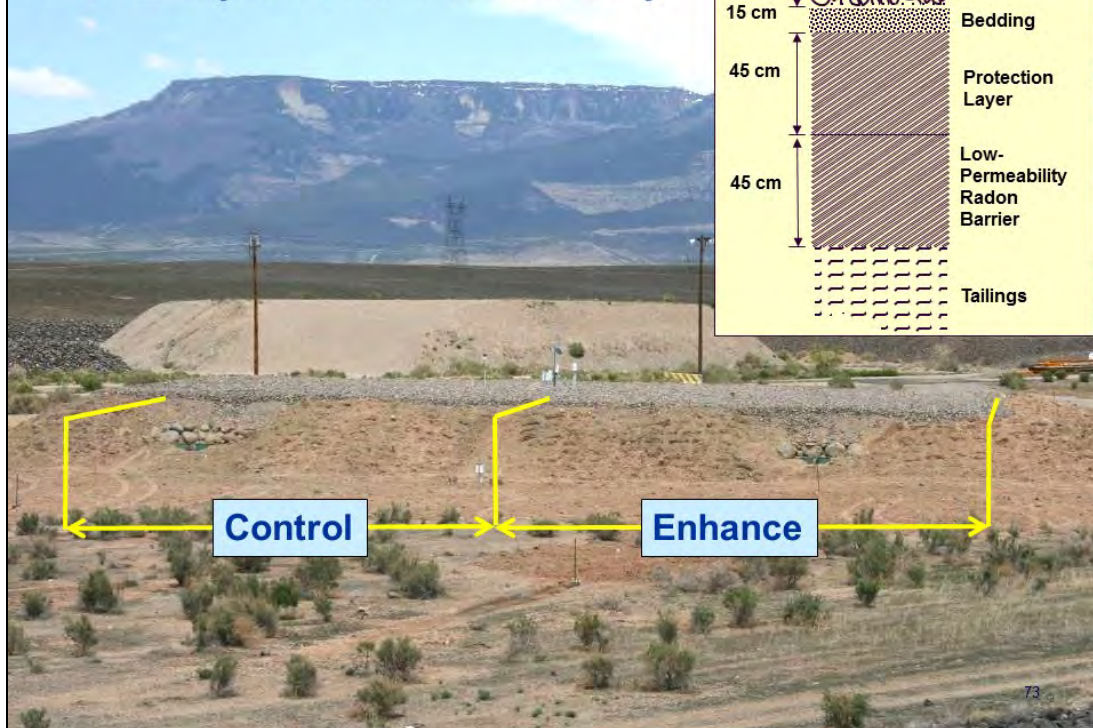 15 cm
Bedding
45 cm
Protection
Layer
45 cm
Low-
Permeability
Radon
Barrier
Tailings
Control
Enhance
73